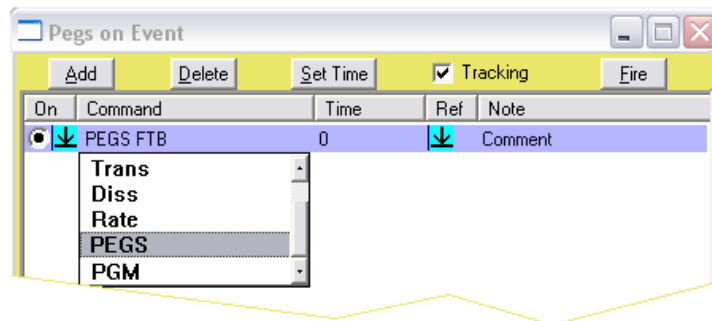 Pegs on Event
Add Delete Set Time Tracking Fire
On Command Time Ref Note
PEGS FTB 0 Comment
Trans
Diss
Rate
PEGS
PGM